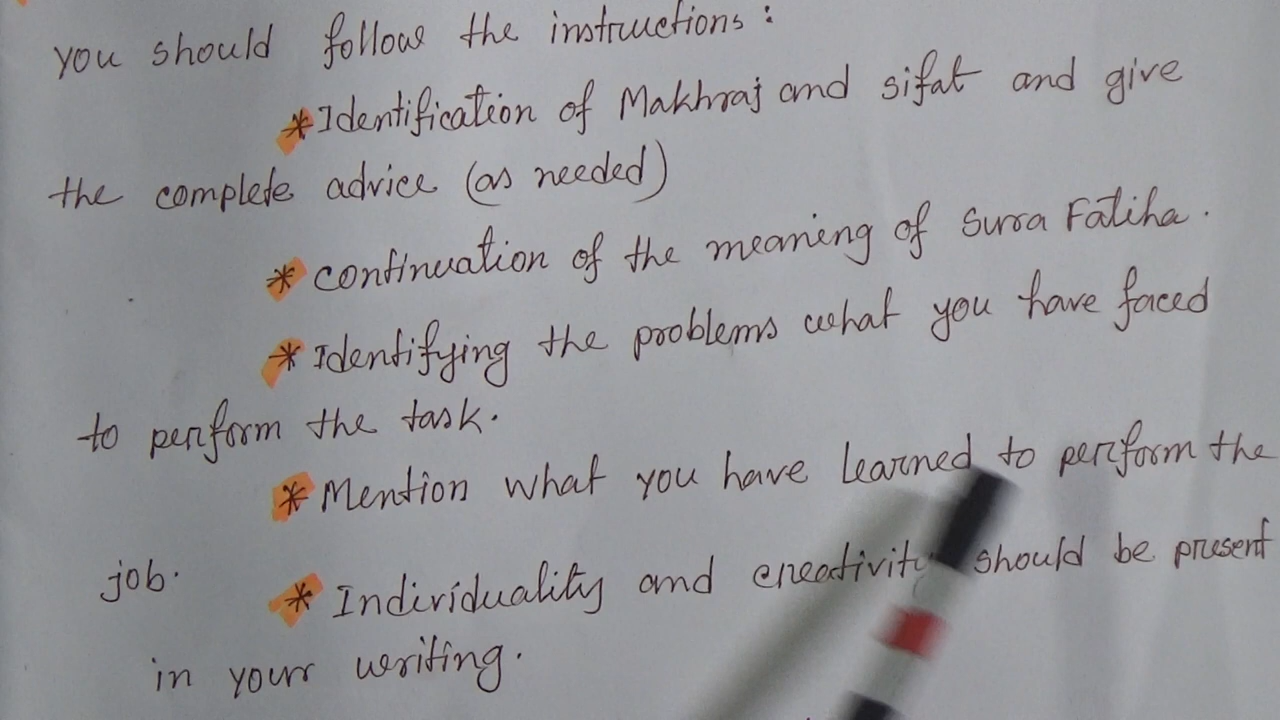 you should follow the instructions:
* Identification of Makhraj and sifat and give
the complete advice (as needed)
* continuation of the meaning of Sura Fatiha.
* Identifying the problems what you have faced
to perform the task.
* Mention what you have learned to perform the
job.
* Individuality and creativity should be present
in your writing.